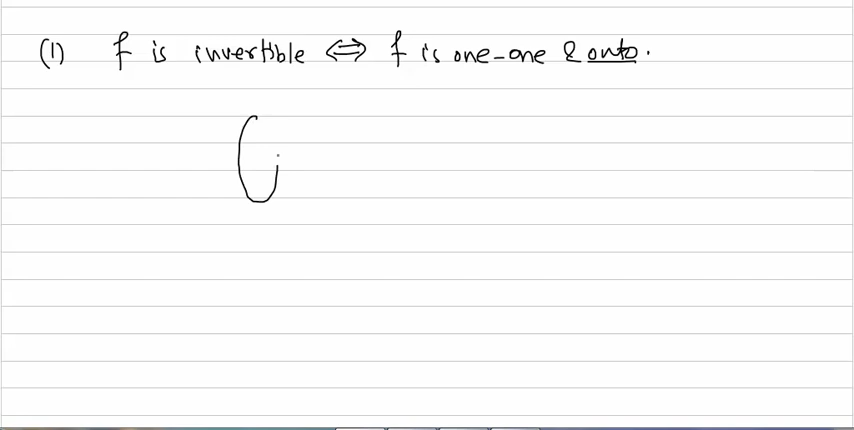 (1) f is invertible ⇔ f is one-one & onto.